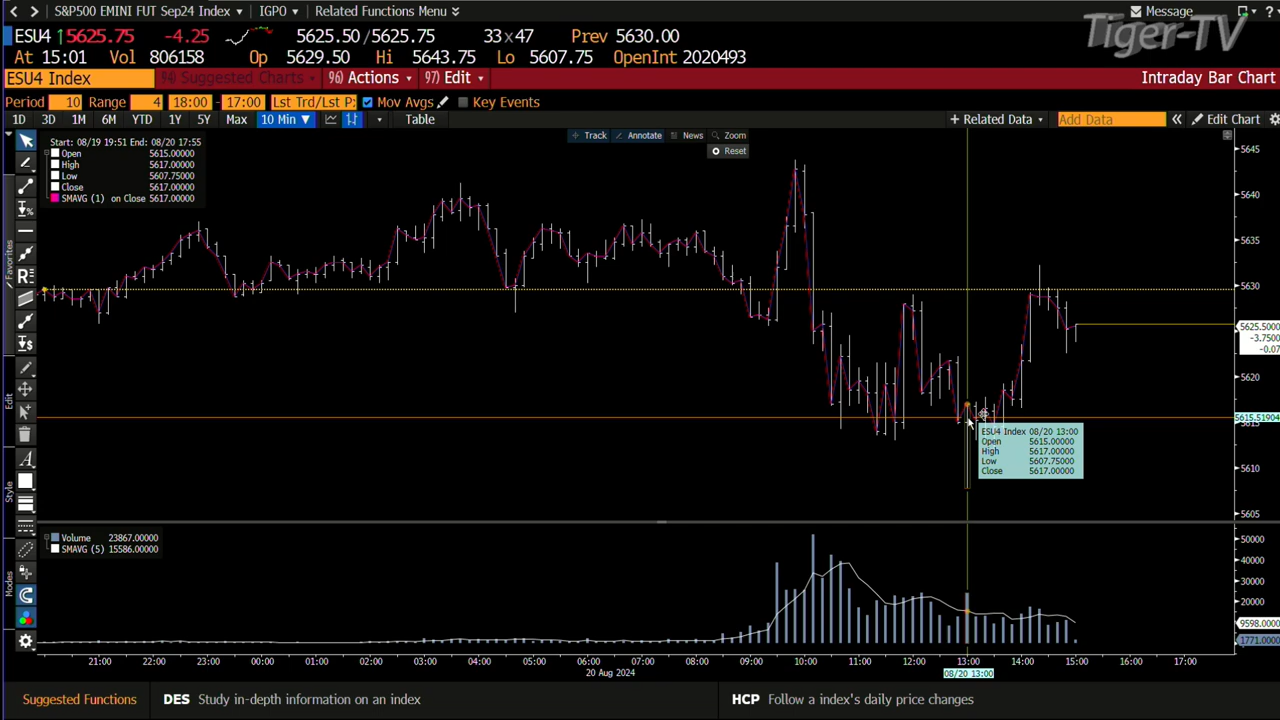 S&P500 EMINI FUT Sep24 Index IGPO Related Functions Menu Message ?
Tiger-TV
ESU4 ↑5625.75 -4.25 5625.50/5625.75 33×47 Prev 5630.00
At 15:01 Vol 806158 Op 5629.50 Hi 5643.75 Lo 5607.75 OpenInt 2020493
ESU4 Index 94) Suggested Charts 96) Actions 97) Edit Intraday Bar Chart
Period 10 Range 4 18:00 - 17:00 Lst Trd/Lst P: Mov Avgs Key Events
1D 3D 1M 6M YTD 1Y 5Y Max 10 Min ▼ Table + Related Data Add Data « Edit Chart
Track Annotate News Zoom
Reset
Start: 08/19 19:51 End: 08/20 17:55
Open 5615.00000
High 5617.00000
Low 5607.75000
Close 5617.00000
SMAVG (1) on Close 5617.00000
Favorites
Edit
Style
Modes
5645
5640
5635
5630
5625.5000
-3.7500
-0.07
5620
5615.51904
5615
5610
5605
ESU4 Index 08/20 13:00
Open 5615.00000
High 5617.00000
Low 5607.75000
Close 5617.00000
Volume 23867.00000
SMAVG (5) 15586.00000
50000
40000
30000
20000
9598.0000
1771.0000
21:00 22:00 23:00 00:00 01:00 02:00 03:00 04:00 05:00 06:00 07:00 08:00 09:00 10:00 11:00 12:00 13:00 14:00 15:00 16:00 17:00
20 Aug 2024 08/20 13:00
Suggested Functions DES Study in-depth information on an index HCP Follow a index's daily price changes